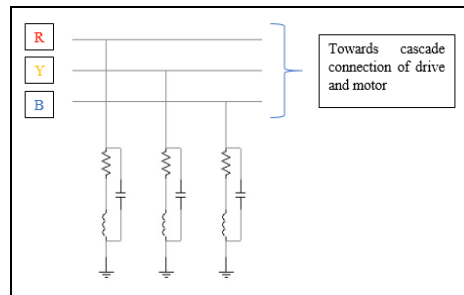 R
Y
B
Towards cascade
connection of drive
and motor